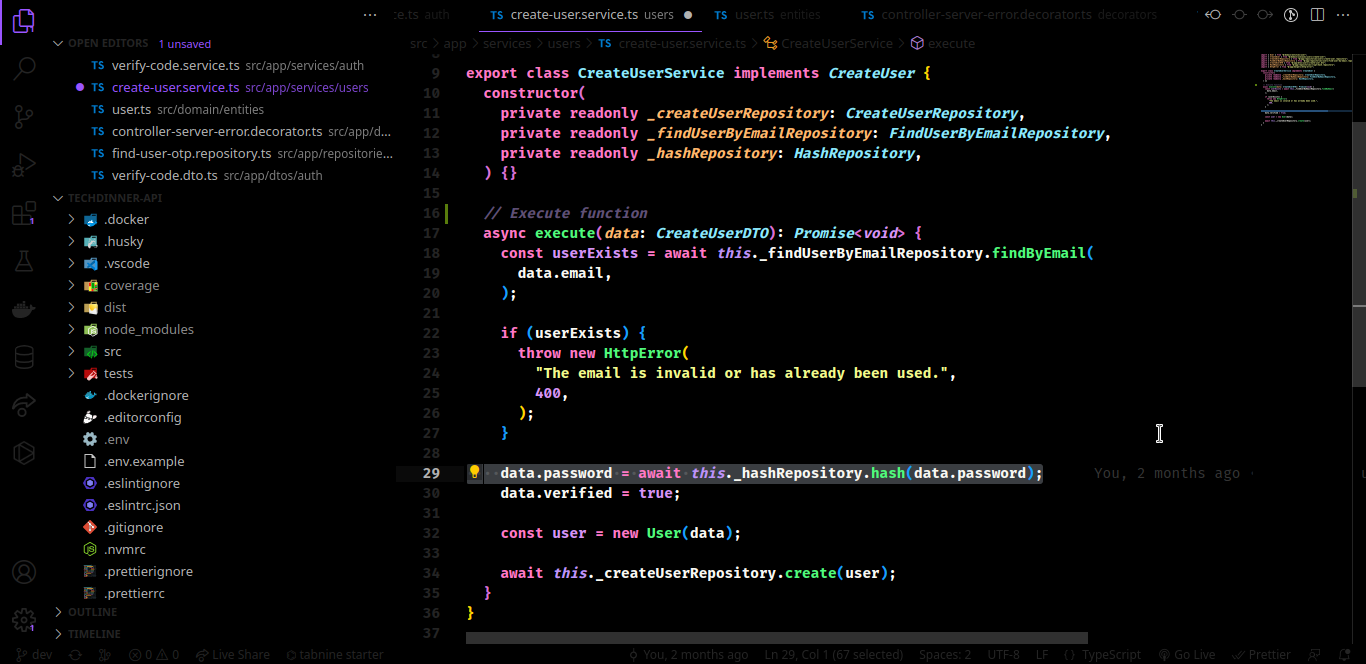 ce.ts auth
TS create-user.service.ts users
TS user.ts entities
TS controller-server-error.decorator.ts decorators
OPEN EDITORS 1 unsaved
src > app > services > users > TS create-user.service.ts > CreateUserService > execute
TS verify-code.service.ts src/app/services/auth
TS create-user.service.ts src/app/services/users
TS user.ts src/domain/entities
TS controller-server-error.decorator.ts src/app/d...
TS find-user-otp.repository.ts src/app/repositorie...
TS verify-code.dto.ts src/app/dtos/auth
TECHDINNER-API
.docker
.husky
.vscode
coverage
dist
node_modules
src
tests
.dockerignore
.editorconfig
.env
.env.example
.eslintignore
.eslintrc.json
.gitignore
.nvmrc
.prettierignore
.prettierrc
OUTLINE
TIMELINE
9 export class CreateUserService implements CreateUser {
10 constructor(
11 private readonly _createUserRepository: CreateUserRepository,
12 private readonly _findUserByEmailRepository: FindUserByEmailRepository,
13 private readonly _hashRepository: HashRepository,
14 ) {}
15
16 // Execute function
17 async execute(data: CreateUserDTO): Promise<void> {
18 const userExists = await this._findUserByEmailRepository.findByEmail(
19 data.email,
20 );
21
22 if (userExists) {
23 throw new HttpError(
24 "The email is invalid or has already been used.",
25 400,
26 );
27 }
28
29 data.password = await this._hashRepository.hash(data.password); You, 2 months ago ·
30 data.verified = true;
31
32 const user = new User(data);
33
34 await this._createUserRepository.create(user);
35 }
36 }
37
dev 0 0 Live Share tabnine starter You, 2 months ago Ln 29, Col 1 (67 selected) Spaces: 2 UTF-8 LF {} TypeScript Go Live Prettier